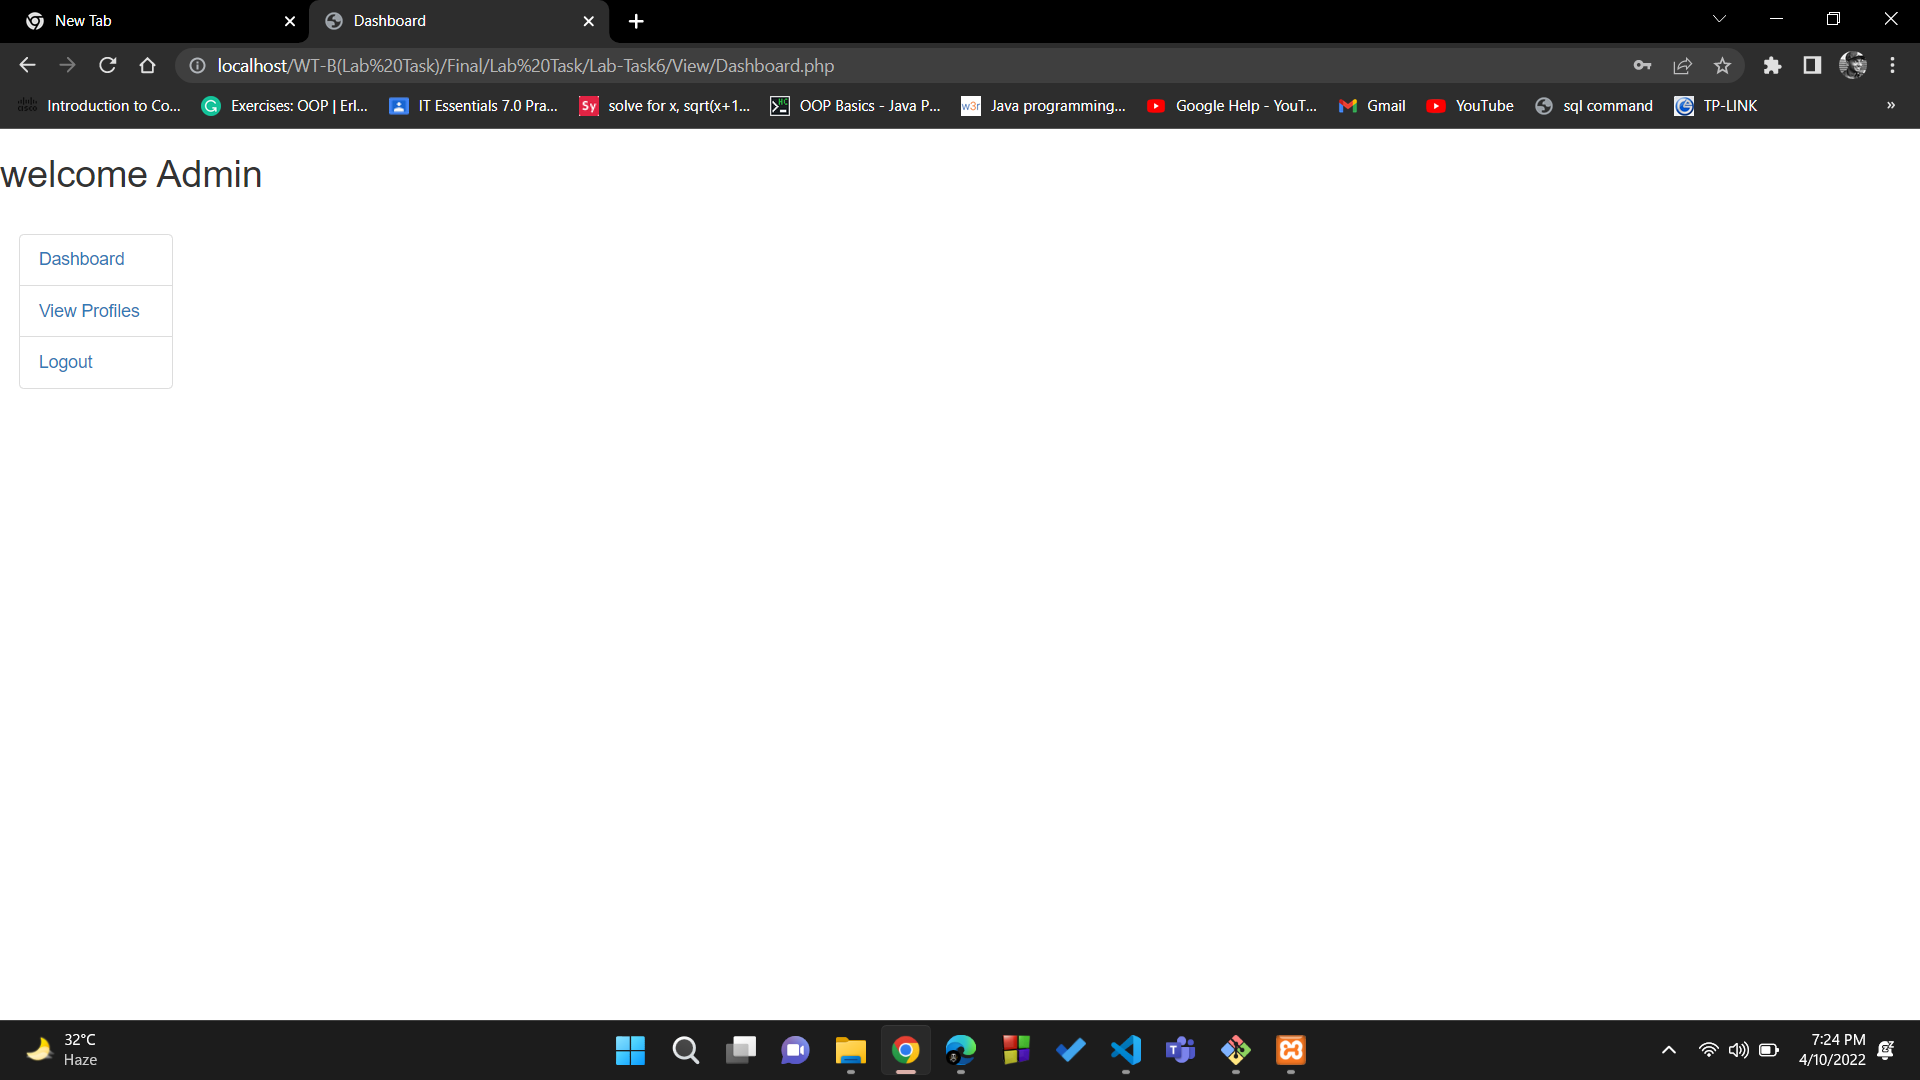 New Tab
Dashboard
localhost/WT-B(Lab%20Task)/Final/Lab%20Task/Lab-Task6/View/Dashboard.php
Introduction to Co...
Exercises: OOP | Erl...
IT Essentials 7.0 Pra...
Sy
solve for x, sqrt(x+1...
OOP Basics - Java P...
w3r
Java programming...
Google Help - YouT...
Gmail
YouTube
sql command
TP-LINK
»
welcome Admin
Dashboard
View Profiles
Logout
32°C
Haze
7:24 PM
4/10/2022